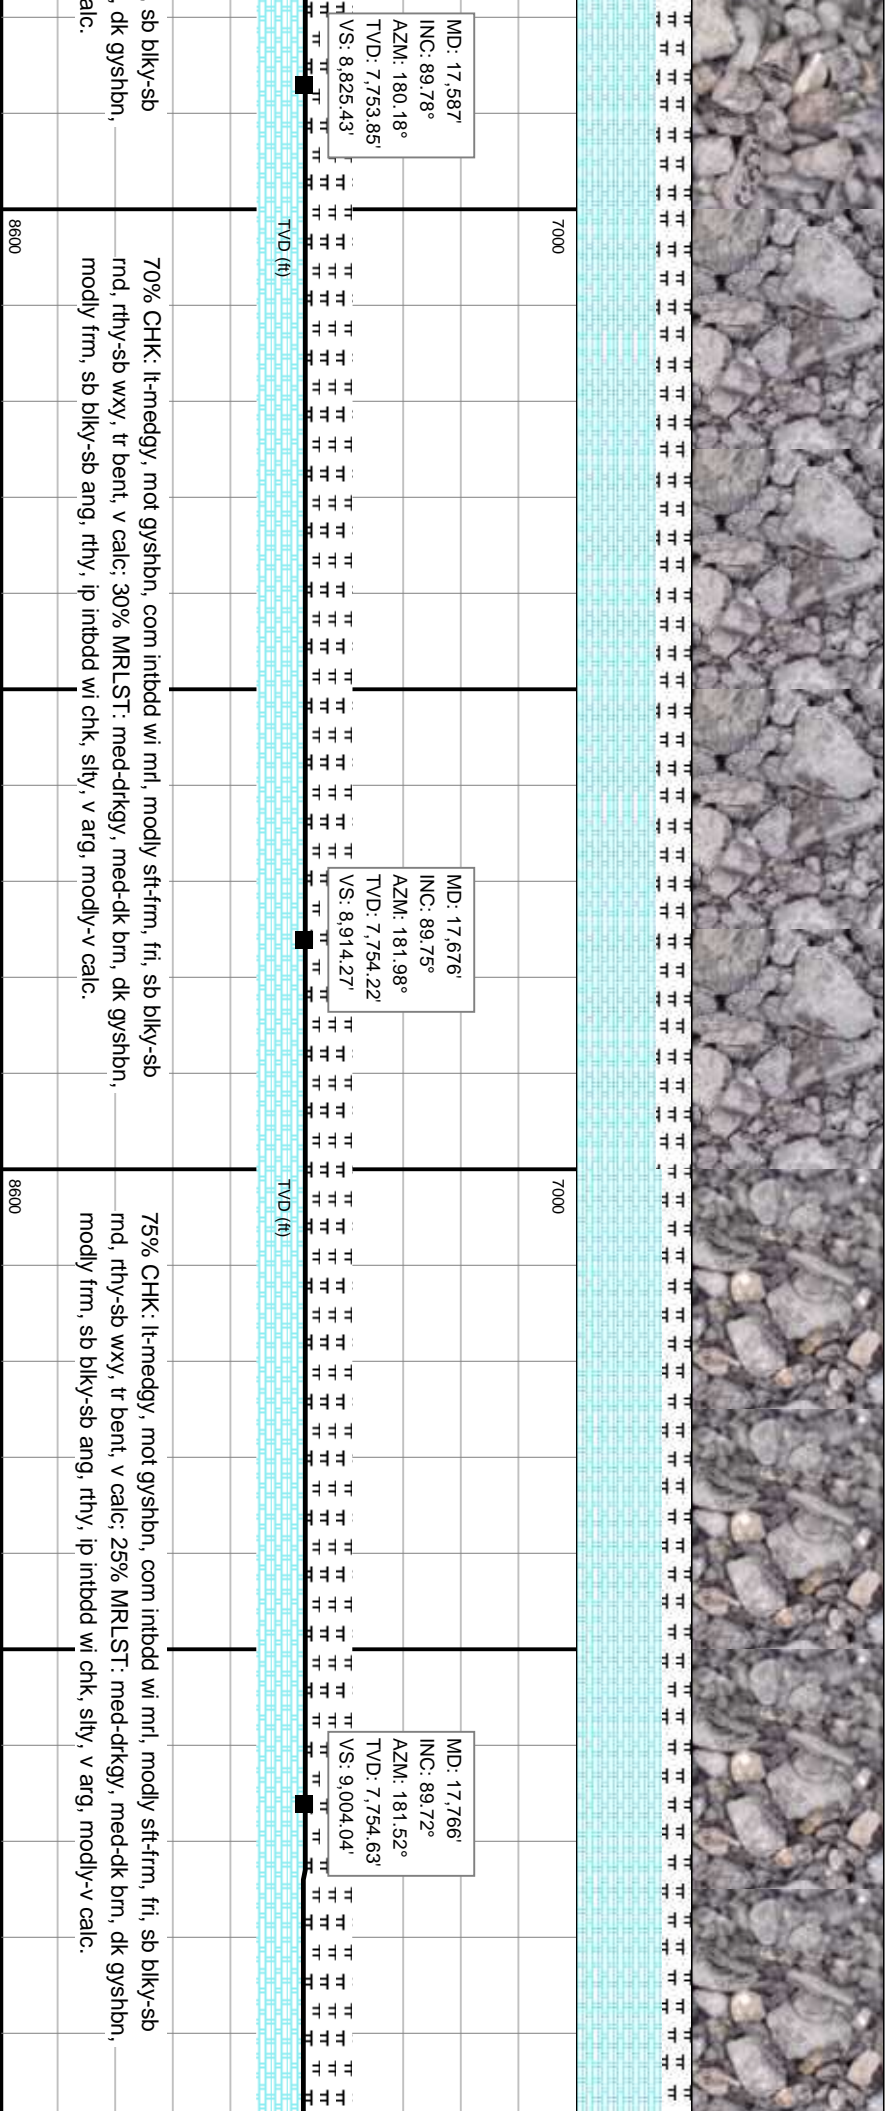 , sb blky-sb
, dk gyshbn,
alc.
MD: 17,587'
INC: 89.78°
AZM: 180.18°
TVD: 7,753.85'
VS: 8,825.43'
7000
TVD (ft)
8600
70% CHK: lt-medgy, mot gyshbn, com intbdd wi mrl, modly sft-frm, fri, sb blky-sb
rnd, rthy-sb wxy, tr bent, v calc; 30% MRLST: med-drkgy, med-dk brn, dk gyshbn,
modly frm, sb blky-sb ang, rthy, ip intbdd wi chk, slty, v arg, modly-v calc.
MD: 17,676'
INC: 89.75°
AZM: 181.98°
TVD: 7,754.22'
VS: 8,914.27'
7000
TVD (ft)
8600
75% CHK: lt-medgy, mot gyshbn, com intbdd wi mrl, modly sft-frm, fri, sb blky-sb
rnd, rthy-sb wxy, tr bent, v calc; 25% MRLST: med-drkgy, med-dk brn, dk gyshbn,
modly frm, sb blky-sb ang, rthy, ip intbdd wi chk, slty, v arg, modly-v calc.
MD: 17,766'
INC: 89.72°
AZM: 181.52°
TVD: 7,754.63'
VS: 9,004.04'